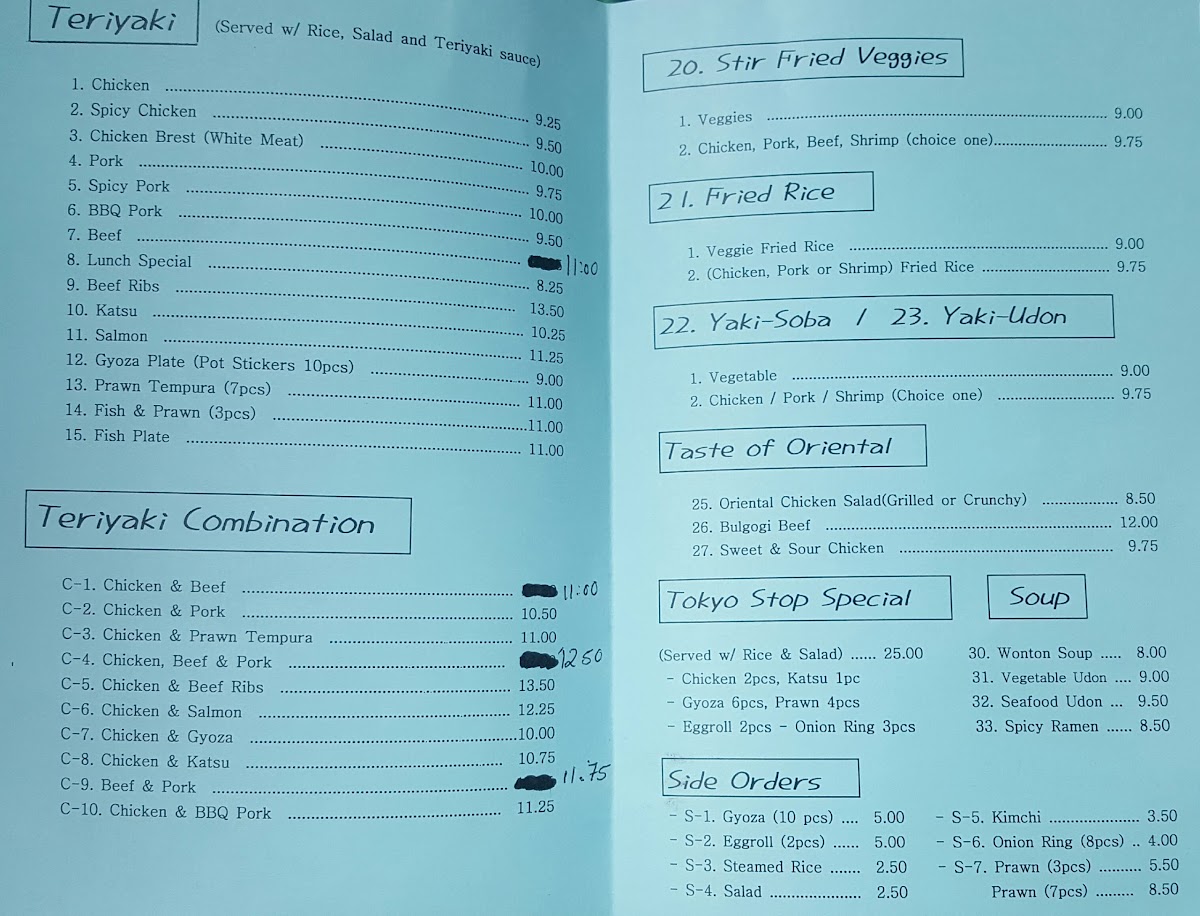 Teriyaki (Served w/ Rice, Salad and Teriyaki sauce)
1. Chicken ........ 9.25
2. Spicy Chicken ........ 9.50
3. Chicken Brest (White Meat) ........ 10.00
4. Pork ........ 9.75
5. Spicy Pork ........ 10.00
6. BBQ Pork ........ 9.50
7. Beef ........ 11:00
8. Lunch Special ........ 8.25
9. Beef Ribs ........ 13.50
10. Katsu ........ 10.25
11. Salmon ........ 11.25
12. Gyoza Plate (Pot Stickers 10pcs) ........ 9.00
13. Prawn Tempura (7pcs) ........ 11.00
14. Fish & Prawn (3pcs) ........ 11.00
15. Fish Plate ........ 11.00
Teriyaki Combination
C-1. Chicken & Beef ........ 11:00
C-2. Chicken & Pork ........ 10.50
C-3. Chicken & Prawn Tempura ........ 11.00
C-4. Chicken, Beef & Pork ........ 1250
C-5. Chicken & Beef Ribs ........ 13.50
C-6. Chicken & Salmon ........ 12.25
C-7. Chicken & Gyoza ........ 10.00
C-8. Chicken & Katsu ........ 10.75
C-9. Beef & Pork ........ 11.75
C-10. Chicken & BBQ Pork ........ 11.25
20. Stir Fried Veggies
1. Veggies ........ 9.00
2. Chicken, Pork, Beef, Shrimp (choice one)........ 9.75
21. Fried Rice
1. Veggie Fried Rice ........ 9.00
2. (Chicken, Pork or Shrimp) Fried Rice ........ 9.75
22. Yaki-Soba / 23. Yaki-Udon
1. Vegetable ........ 9.00
2. Chicken / Pork / Shrimp (Choice one) ........ 9.75
Taste of Oriental
25. Oriental Chicken Salad(Grilled or Crunchy) ........ 8.50
26. Bulgogi Beef ........ 12.00
27. Sweet & Sour Chicken ........ 9.75
Tokyo Stop Special
(Served w/ Rice & Salad) ...... 25.00
- Chicken 2pcs, Katsu 1pc
- Gyoza 6pcs, Prawn 4pcs
- Eggroll 2pcs - Onion Ring 3pcs
Soup
30. Wonton Soup ..... 8.00
31. Vegetable Udon .... 9.00
32. Seafood Udon ... 9.50
33. Spicy Ramen ...... 8.50
Side Orders
- S-1. Gyoza (10 pcs) .... 5.00
- S-2. Eggroll (2pcs) ...... 5.00
- S-3. Steamed Rice ....... 2.50
- S-4. Salad ........ 2.50
- S-5. Kimchi ........ 3.50
- S-6. Onion Ring (8pcs) .. 4.00
- S-7. Prawn (3pcs) .......... 5.50
Prawn (7pcs) ......... 8.50